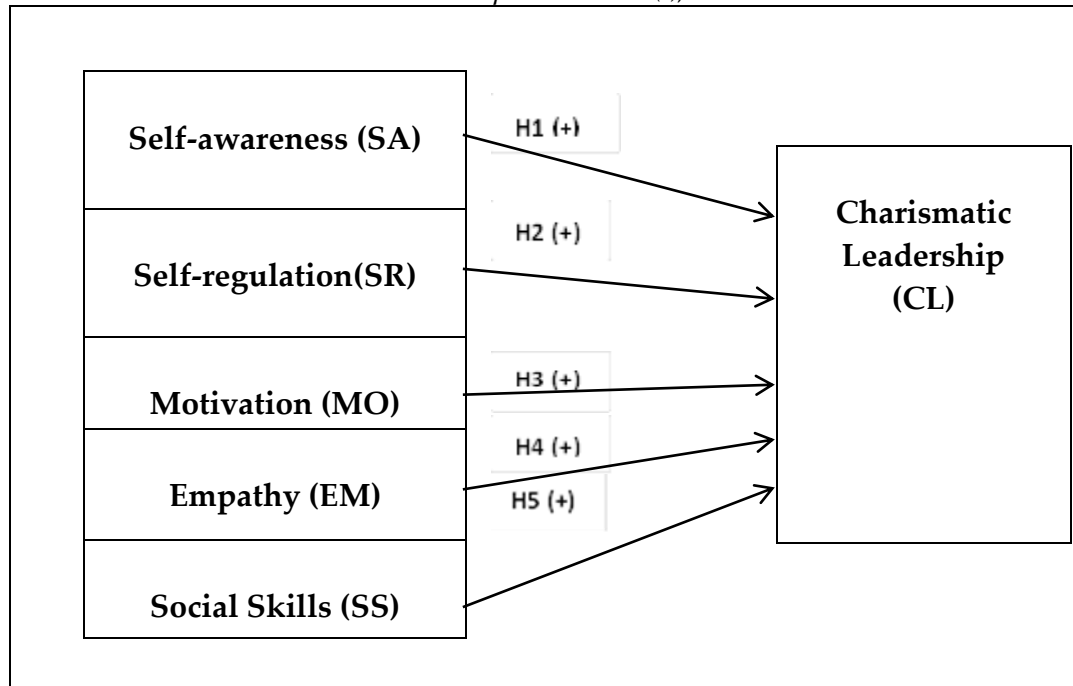 Self-awareness (SA)
Self-regulation(SR)
Motivation (MO)
Empathy (EM)
Social Skills (SS)
H1 (+)
H2 (+)
H3 (+)
H4 (+)
H5 (+)
Charismatic
Leadership
(CL)